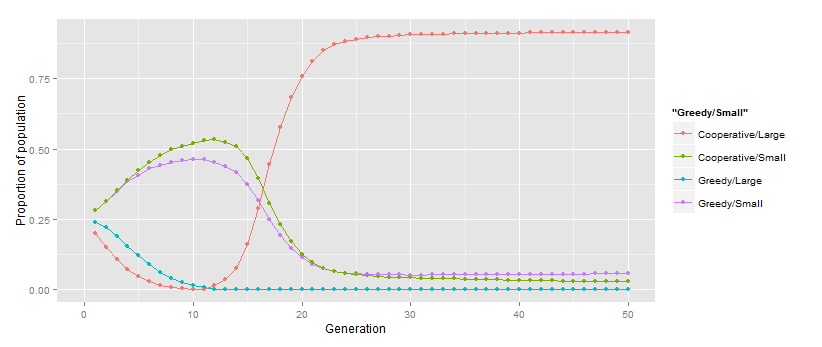 Proportion of population
0.75
0.50
0.25
0.00
0
10
20
30
40
50
Generation
"Greedy/Small"
Cooperative/Large
Cooperative/Small
Greedy/Large
Greedy/Small